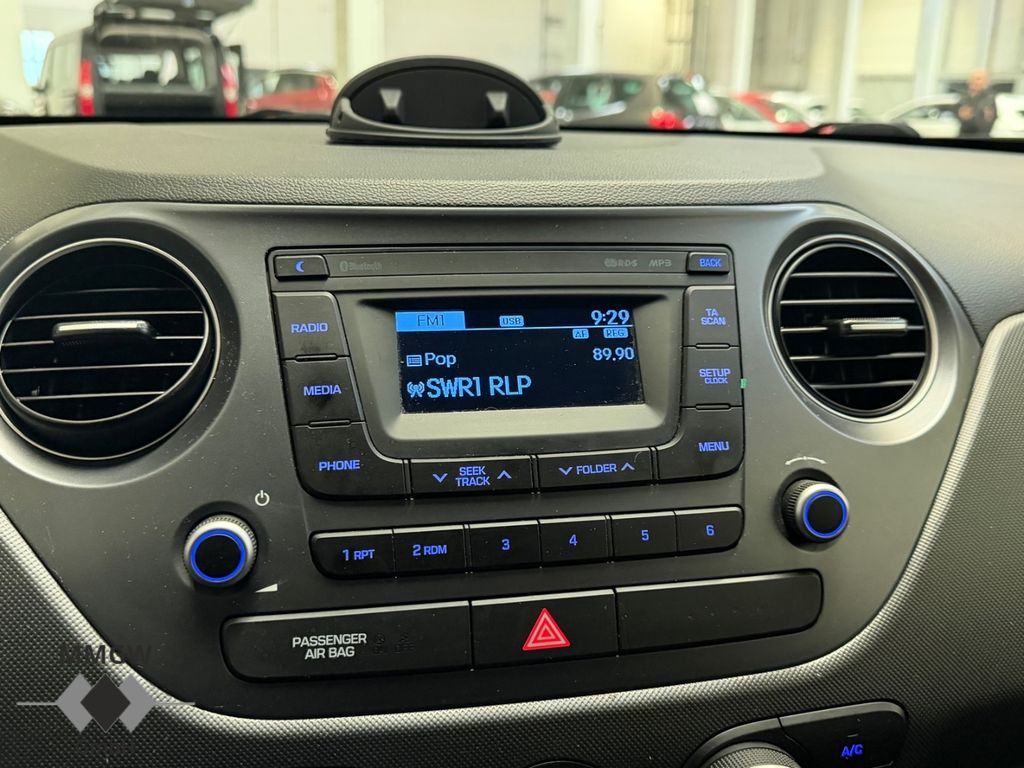 Bluetooth
RDS
MP3
BACK
RADIO
MEDIA
PHONE
FM1
USB
9:29
AF
REG
Pop
89.90
SWR1 RLP
TA
SCAN
SETUP
CLOCK
MENU
SEEK
TRACK
FOLDER
1 RPT
2 RDM
3
4
5
6
PASSENGER
AIR BAG
ON
OFF
A/C
MMCW